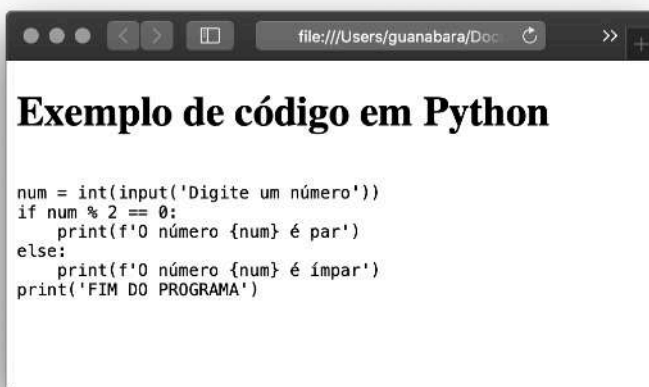 file:///Users/guanabara/Doc
Exemplo de código em Python
num = int(input('Digite um número'))
if num % 2 == 0:
    print(f'O número {num} é par')
else:
    print(f'O número {num} é ímpar')
print('FIM DO PROGRAMA')